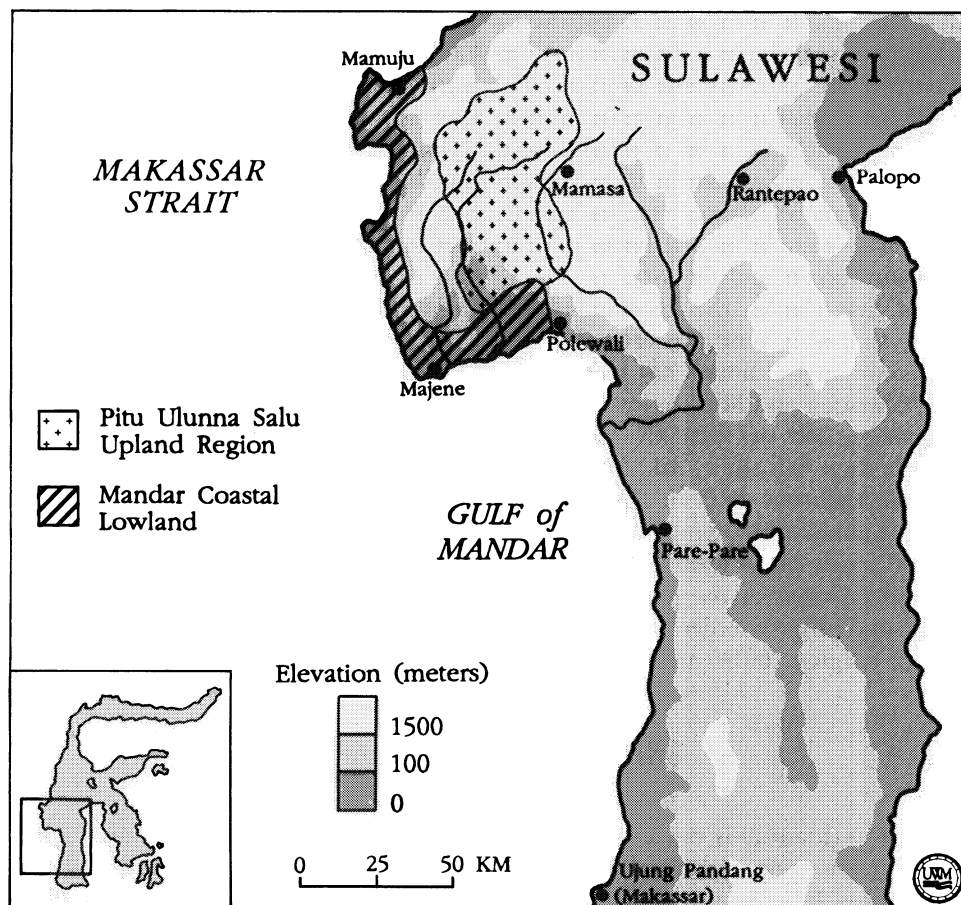 SULAWESI
Mamuju
MAKASSAR
STRAIT
Mamasa
Rantepao
Palopo
Polewali
Majene
Pitu Ulunna Salu
Upland Region
Mandar Coastal
Lowland
GULF of
MANDAR
Pare-Pare
Elevation (meters)
1500
100
0
0 25 50 KM
Ujung Pandang
(Makassar)
UWM